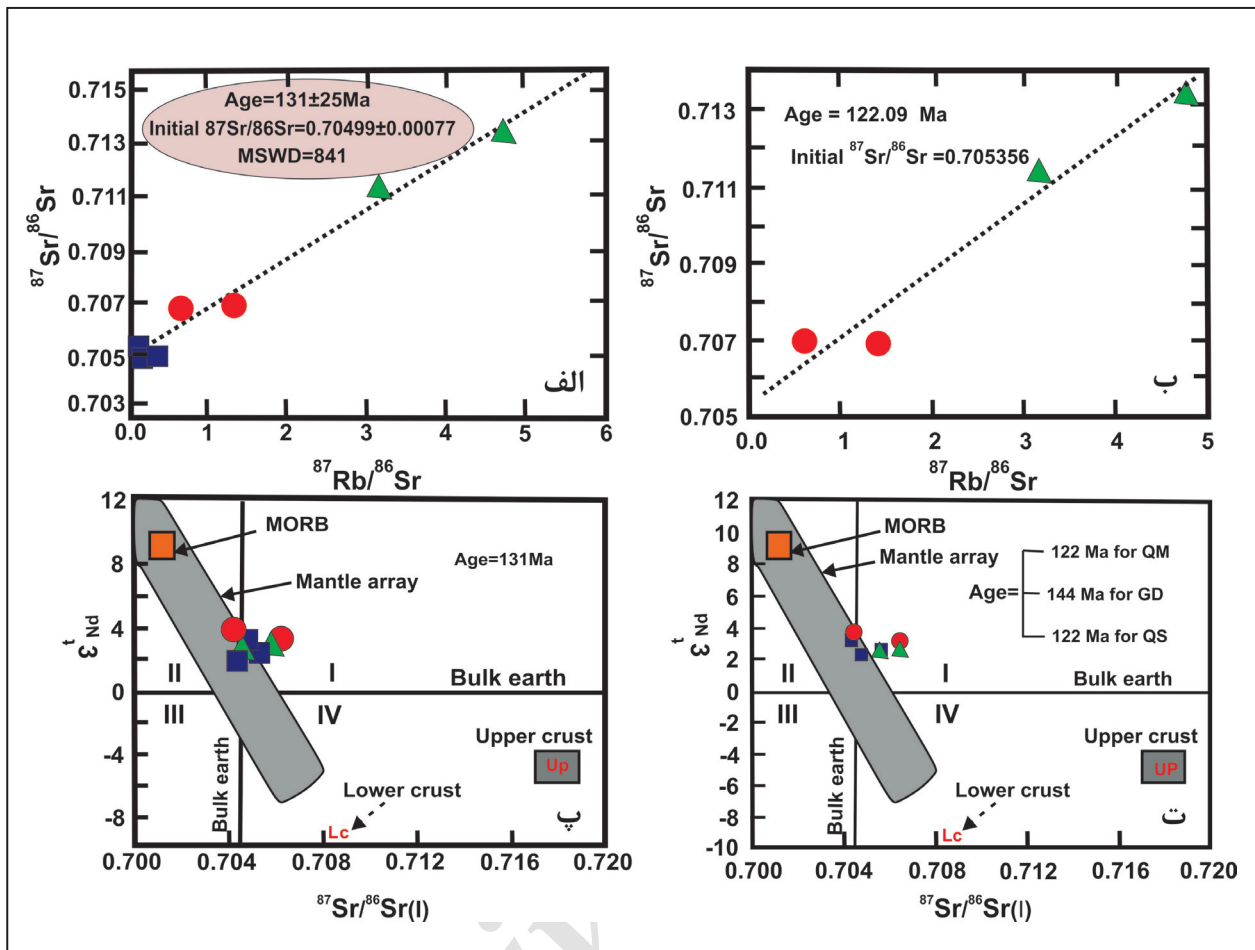 0.715
0.713
0.711
0.709
0.707
0.705
0.703
87Sr/86Sr
Age=131±25Ma
Initial 87Sr/86Sr=0.70499±0.00077
MSWD=841
الف
0.0 1 2 3 4 5 6
87Rb/86Sr
0.713
0.711
0.709
0.707
0.705
87Sr/86Sr
Age = 122.09 Ma
Initial 87Sr/86Sr =0.705356
ب
0.0 1 2 3 4 5
87Rb/86Sr
12
8
4
0
-4
-8
εtNd
MORB
Mantle array
Age=131Ma
II
I
Bulk earth
III
IV
Upper crust
Up
Bulk earth
Lower crust
Lc
پ
0.700 0.704 0.708 0.712 0.716 0.720
87Sr/86Sr(I)
12
10
8
6
4
2
0
-2
-4
-6
-8
-10
εtNd
MORB
Mantle array
Age=
122 Ma for QM
144 Ma for GD
122 Ma for QS
II
I
Bulk earth
III
IV
Upper crust
UP
Bulk earth
Lower crust
Lc
ت
0.700 0.704 0.708 0.712 0.716 0.720
87Sr/86Sr(I)